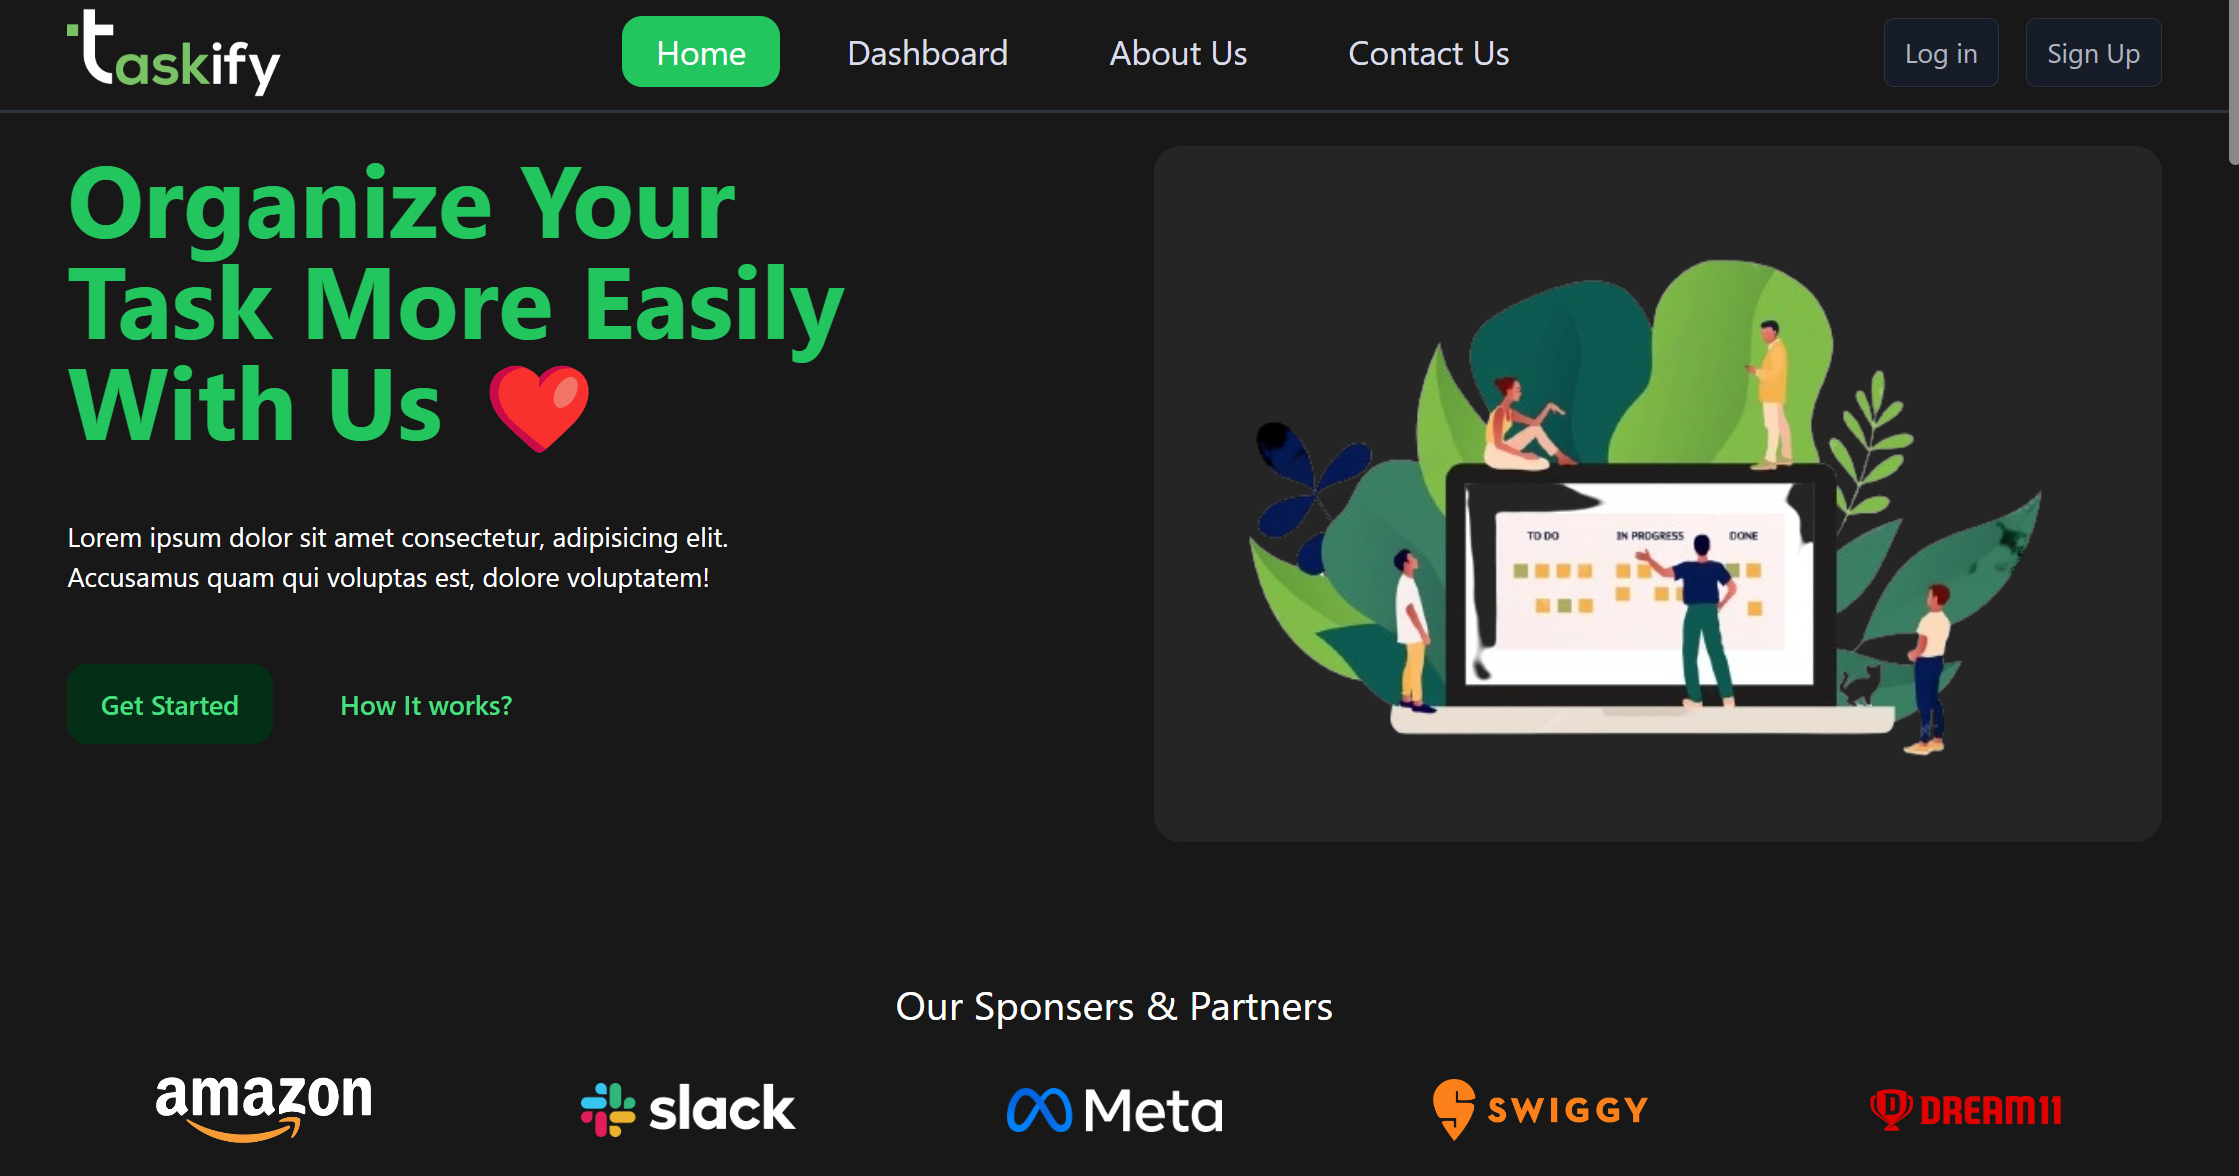 taskify
Home
Dashboard
About Us
Contact Us
Log in
Sign Up
Organize Your
Task More Easily
With Us ❤️
Lorem ipsum dolor sit amet consectetur, adipisicing elit.
Accusamus quam qui voluptas est, dolore voluptatem!
Get Started
How It works?
TO DO
IN PROGRESS
DONE
Our Sponsers & Partners
amazon
slack
Meta
SWIGGY
D DREAM11